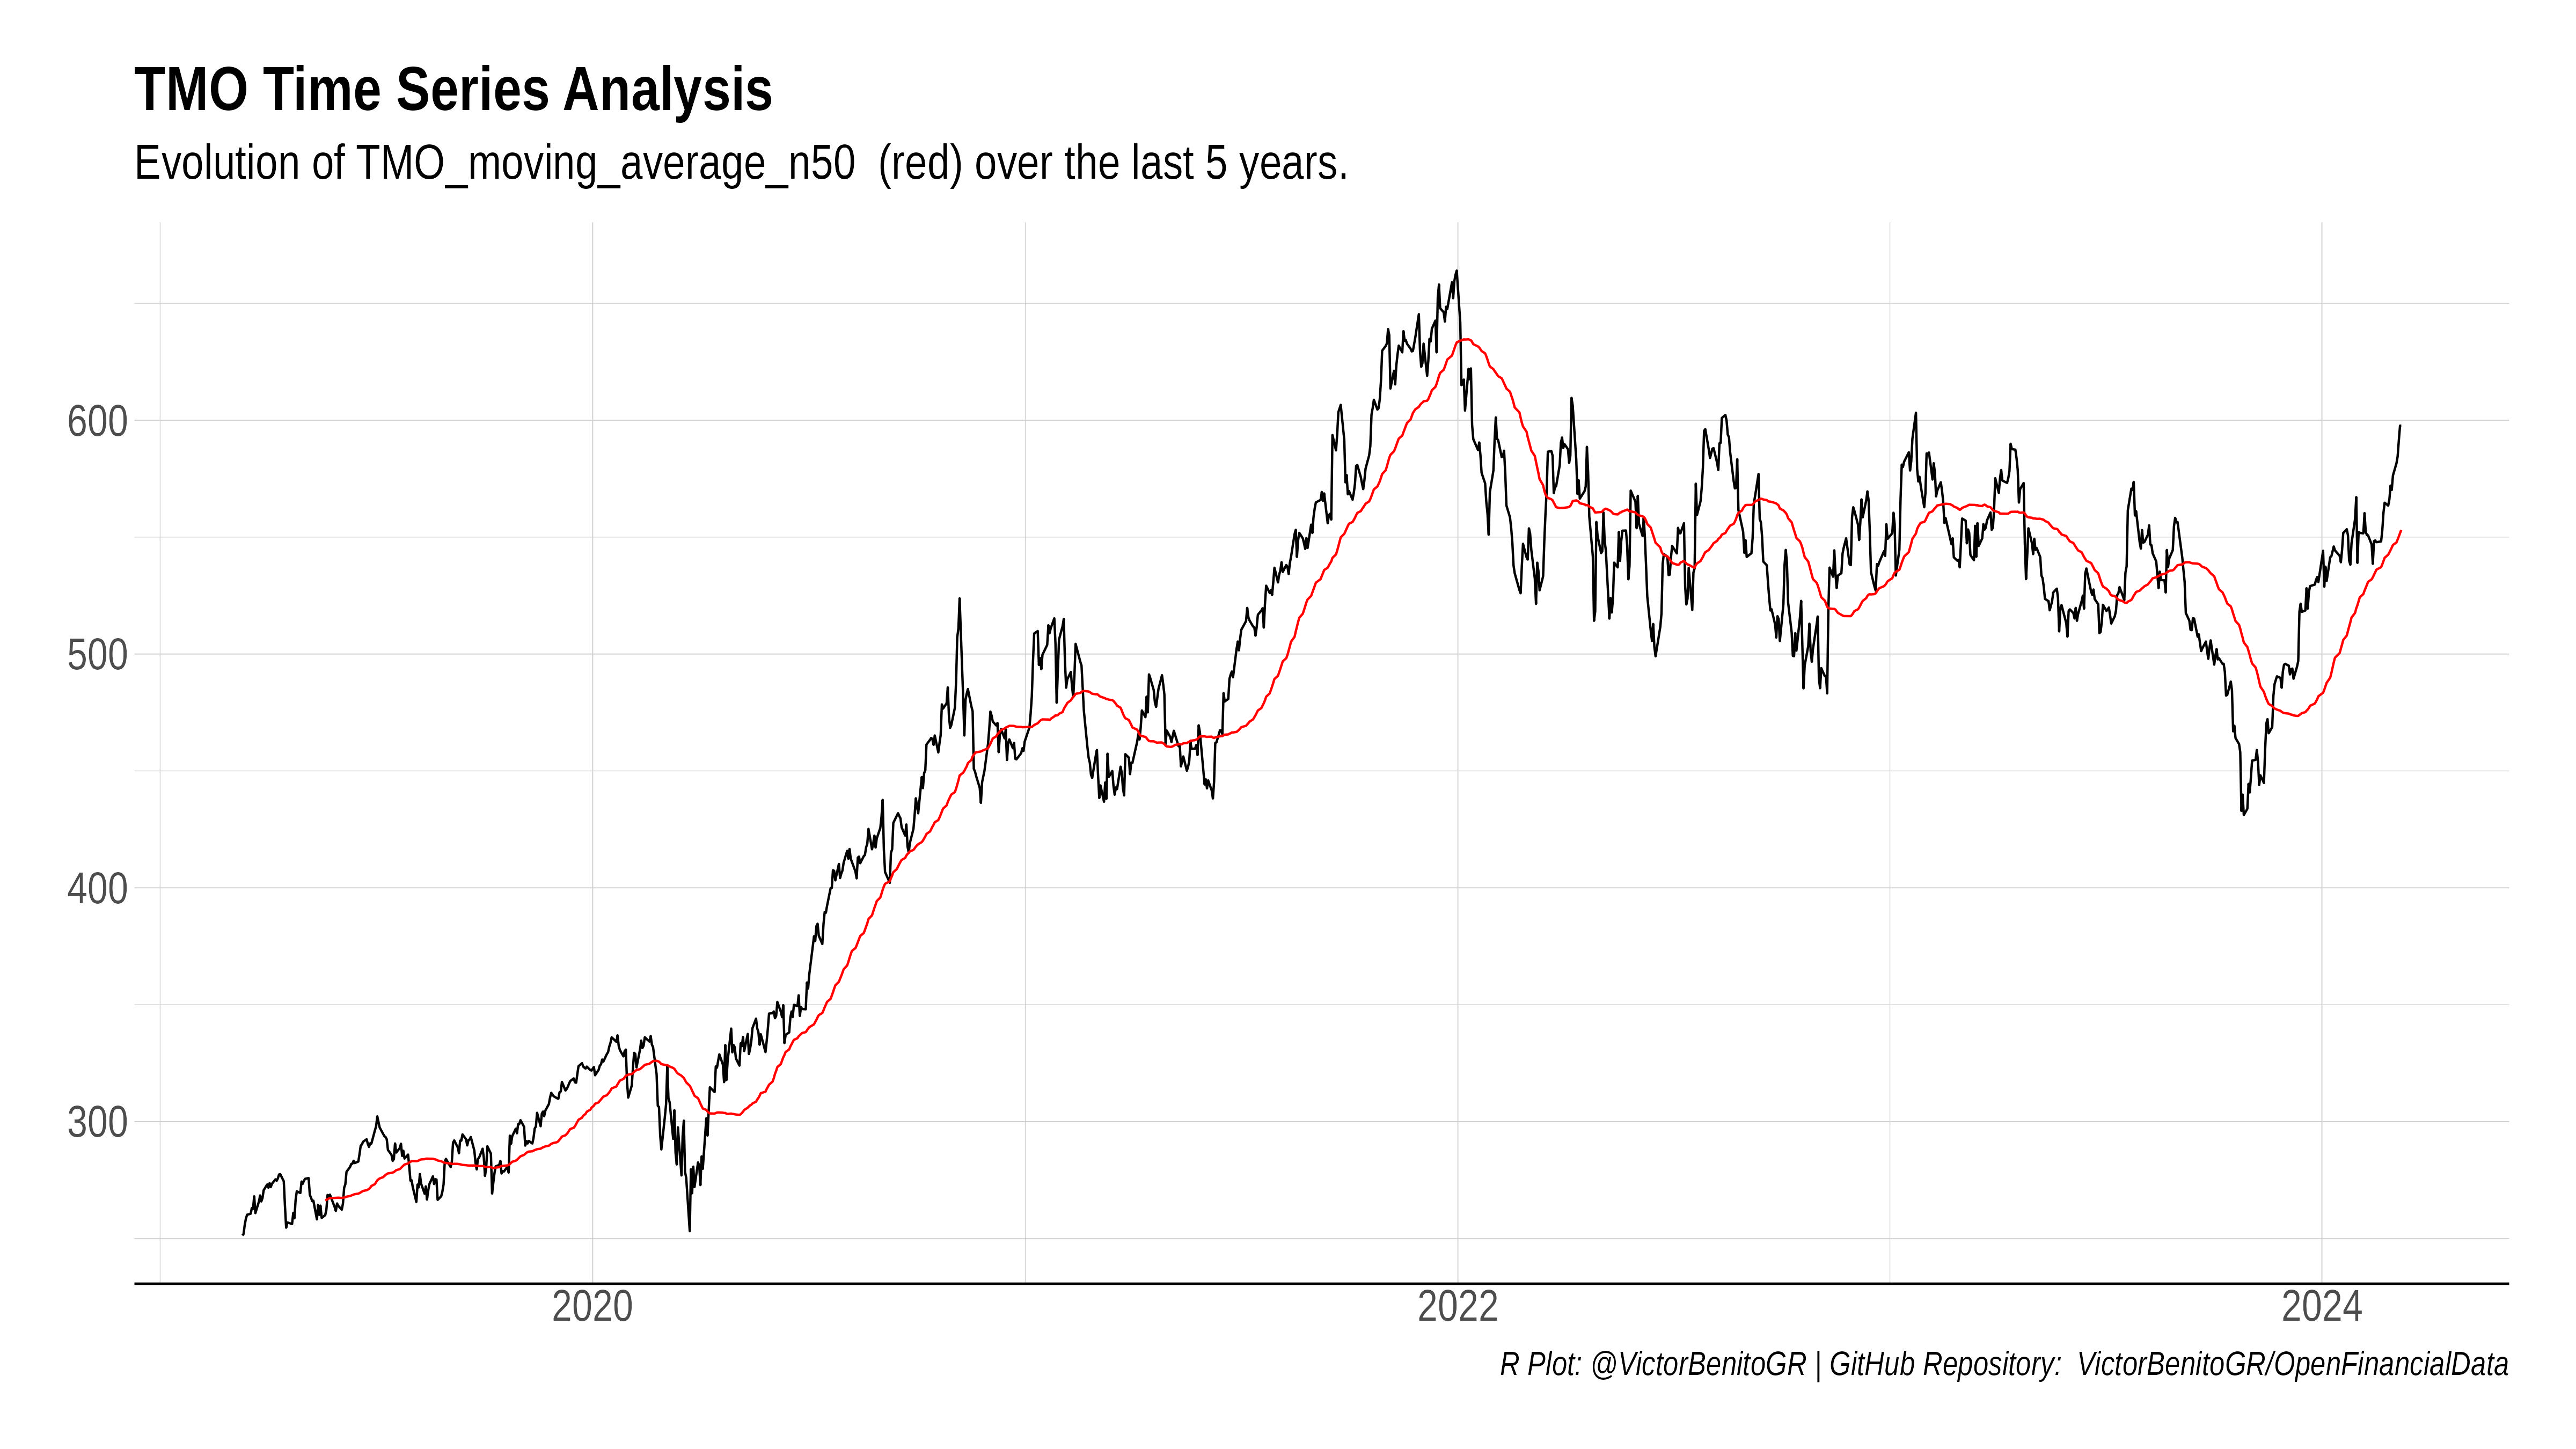 TMO Time Series Analysis
Evolution of TMO_moving_average_n50  (red) over the last 5 years.
600
500
400
300
2020 2022 2024
R Plot: @VictorBenitoGR | GitHub Repository:  VictorBenitoGR/OpenFinancialData